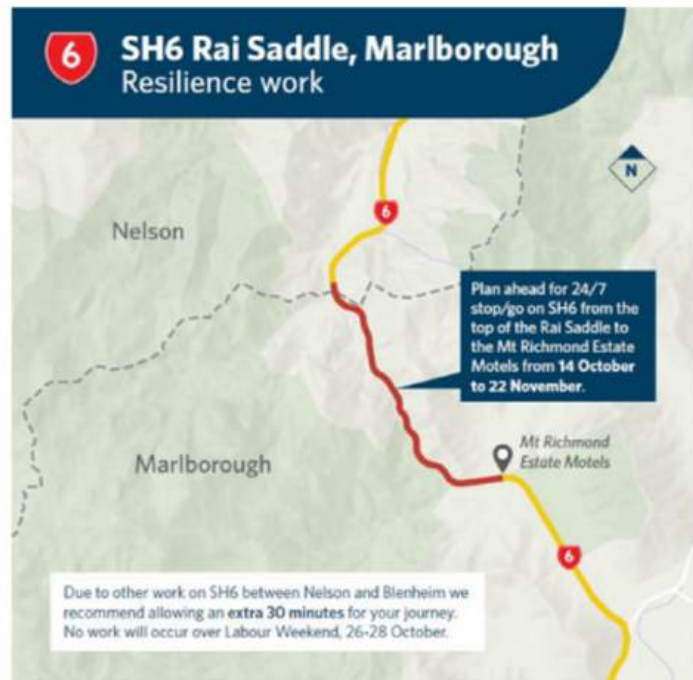 6
SH6 Rai Saddle, Marlborough
Resilience work
N
6
Nelson
Plan ahead for 24/7
stop/go on SH6 from the
top of the Rai Saddle to
the Mt Richmond Estate
Motels from 14 October
to 22 November.
Mt Richmond
Estate Motels
Marlborough
6
Due to other work on SH6 between Nelson and Blenheim we
recommend allowing an extra 30 minutes for your journey.
No work will occur over Labour Weekend, 26-28 October.